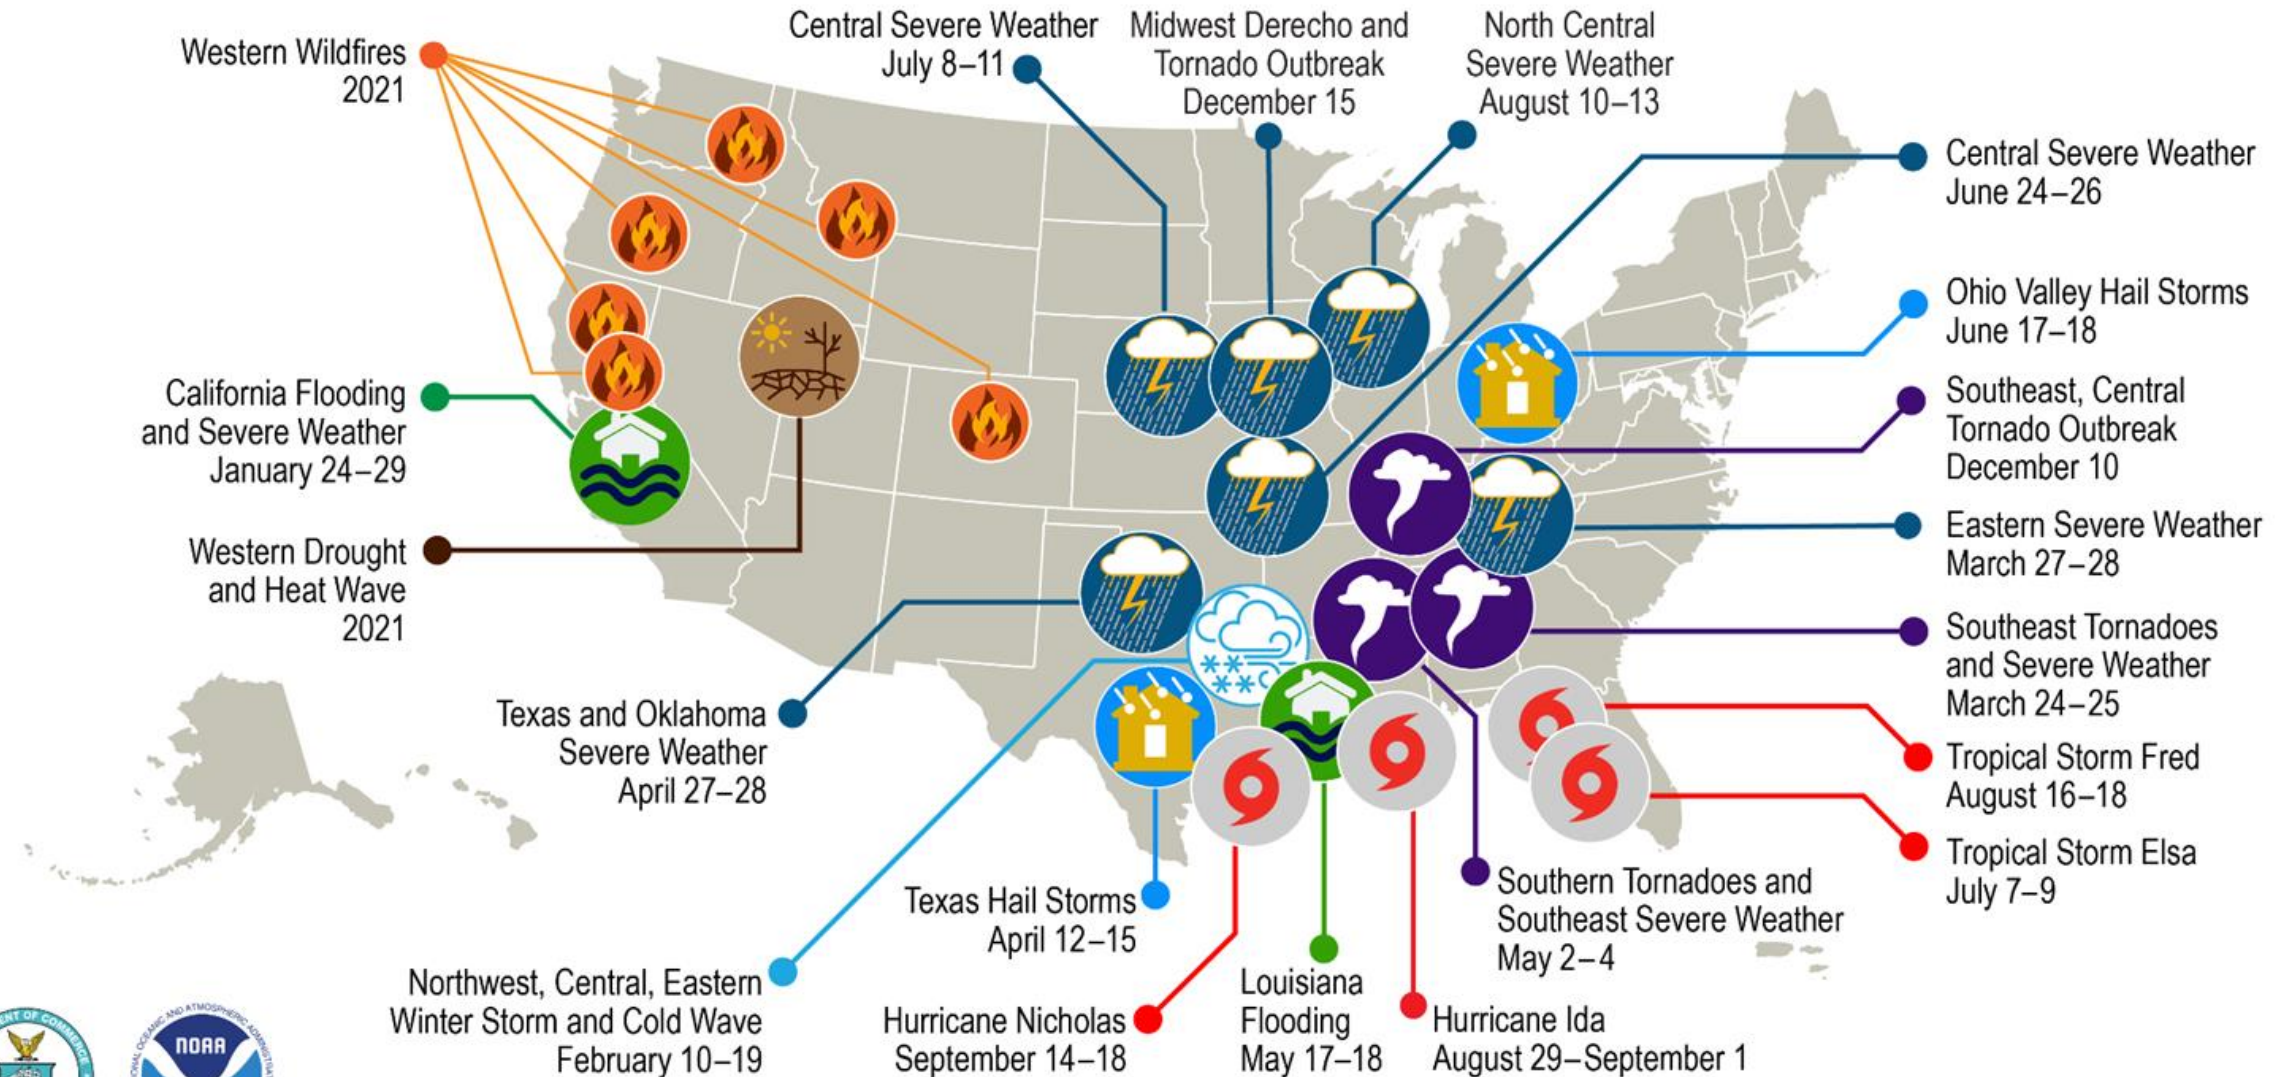 Western Wildfires
2021
Central Severe Weather
July 8–11
Midwest Derecho and
Tornado Outbreak
December 15
North Central
Severe Weather
August 10–13
Central Severe Weather
June 24–26
Ohio Valley Hail Storms
June 17–18
Southeast, Central
Tornado Outbreak
December 10
Eastern Severe Weather
March 27–28
Southeast Tornadoes
and Severe Weather
March 24–25
Tropical Storm Fred
August 16–18
Tropical Storm Elsa
July 7–9
California Flooding
and Severe Weather
January 24–29
Western Drought
and Heat Wave
2021
Texas and Oklahoma
Severe Weather
April 27–28
Texas Hail Storms
April 12–15
Southern Tornadoes and
Southeast Severe Weather
May 2–4
Northwest, Central, Eastern
Winter Storm and Cold Wave
February 10–19
Hurricane Nicholas
September 14–18
Louisiana
Flooding
May 17–18
Hurricane Ida
August 29–September 1
OF COMMERCE
OCEANIC AND ATMOSPHERIC
NOAA